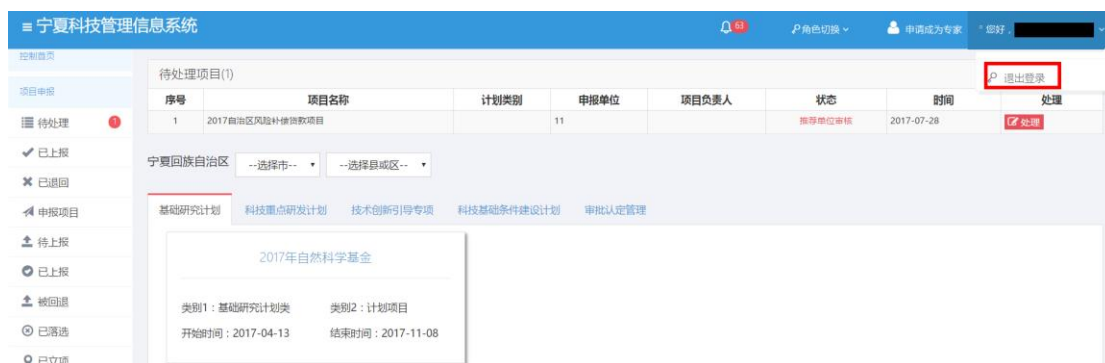 宁夏科技管理信息系统 63 角色切换 申请成为专家 您好，
退出登录
控制首页
项目申报
待处理 1
已上报
已退回
申报项目
待上报
已上报
被回退
已落选
已立项
待处理项目(1)
序号 项目名称 计划类别 申报单位 项目负责人 状态 时间 处理
1 2017自治区风险补偿贷款项目 11 推荐单位审核 2017-07-28 处理
宁夏回族自治区 --选择市-- --选择县或区--
基础研究计划 科技重点研发计划 技术创新引导专项 科技基础条件建设计划 审批认定管理
2017年自然科学基金
类别1：基础研究计划类 类别2：计划项目
开始时间：2017-04-13 结束时间：2017-11-08